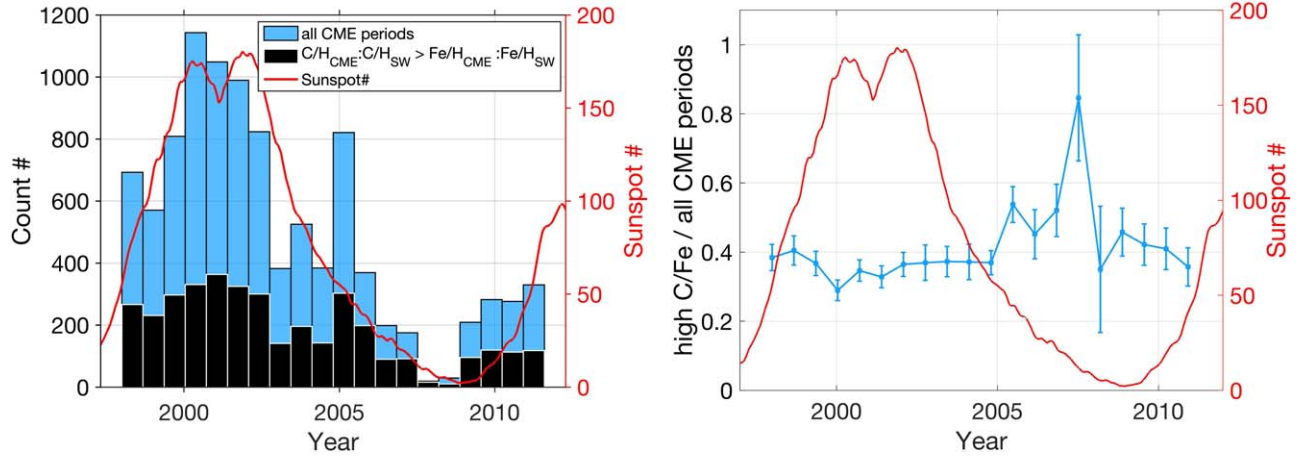 1200
1000
800
600
400
200
0
Count #
all CME periods
C/H_CME:C/H_SW > Fe/H_CME :Fe/H_SW
Sunspot#
200
150
100
50
0
Sunspot #
2000 2005 2010
Year
1
0.8
0.6
0.4
0.2
0
high C/Fe / all CME periods
200
150
100
50
0
Sunspot #
2000 2005 2010
Year